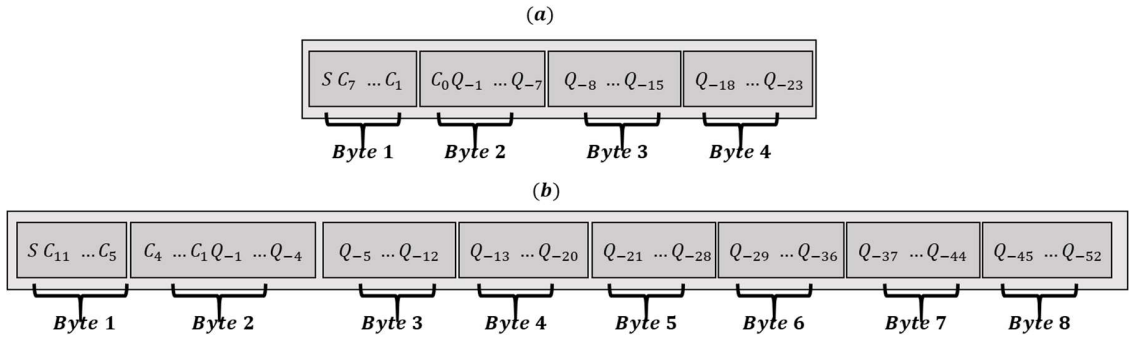 (a)
S C₇ ...C₁ C₀Q₋₁ ...Q₋₇ Q₋₈ ...Q₋₁₅ Q₋₁₈ ...Q₋₂₃
Byte 1 Byte 2 Byte 3 Byte 4
(b)
S C₁₁ ...C₅ C₄ ...C₁Q₋₁ ...Q₋₄ Q₋₅ ...Q₋₁₂ Q₋₁₃ ...Q₋₂₀ Q₋₂₁ ...Q₋₂₈ Q₋₂₉ ...Q₋₃₆ Q₋₃₇ ...Q₋₄₄ Q₋₄₅ ...Q₋₅₂
Byte 1 Byte 2 Byte 3 Byte 4 Byte 5 Byte 6 Byte 7 Byte 8